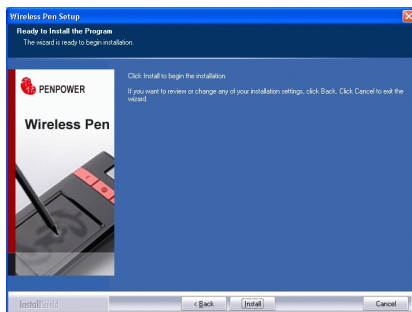 Wireless Pen Setup
Ready to Install the Program
The wizard is ready to begin installation.
PENPOWER
Wireless Pen
Click Install to begin the installation.
If you want to review or change any of your installation settings, click Back. Click Cancel to exit the
wizard.
InstallShield
< Back
Install
Cancel